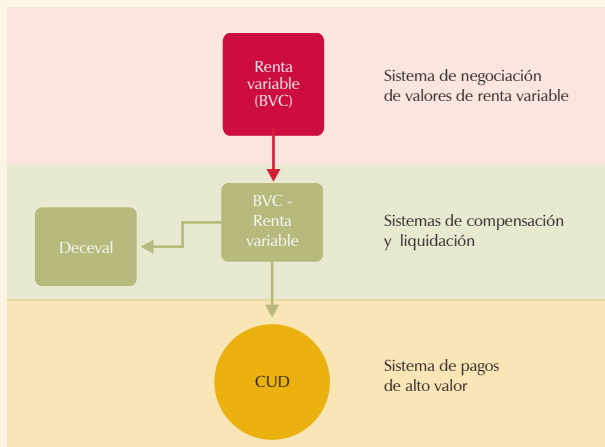 Renta
variable
(BVC)
Sistema de negociación
de valores de renta variable
BVC -
Renta
variable
Deceval
Sistemas de compensación
y liquidación
CUD
Sistema de pagos
de alto valor